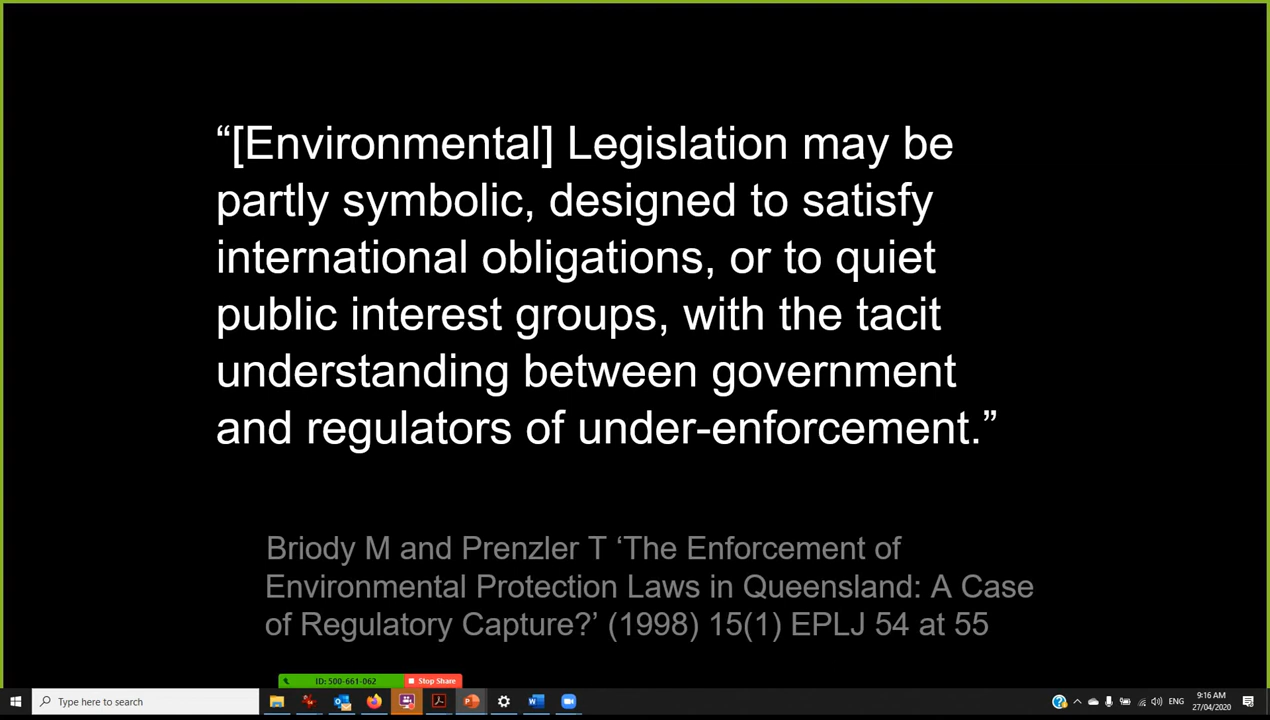 “[Environmental] Legislation may be
partly symbolic, designed to satisfy
international obligations, or to quiet
public interest groups, with the tacit
understanding between government
and regulators of under-enforcement.”
Briody M and Prenzler T ‘The Enforcement of
Environmental Protection Laws in Queensland: A Case
of Regulatory Capture?’ (1998) 15(1) EPLJ 54 at 55
ID: 500-661-062 Stop Share
Type here to search
ENG
9:16 AM
27/04/2020